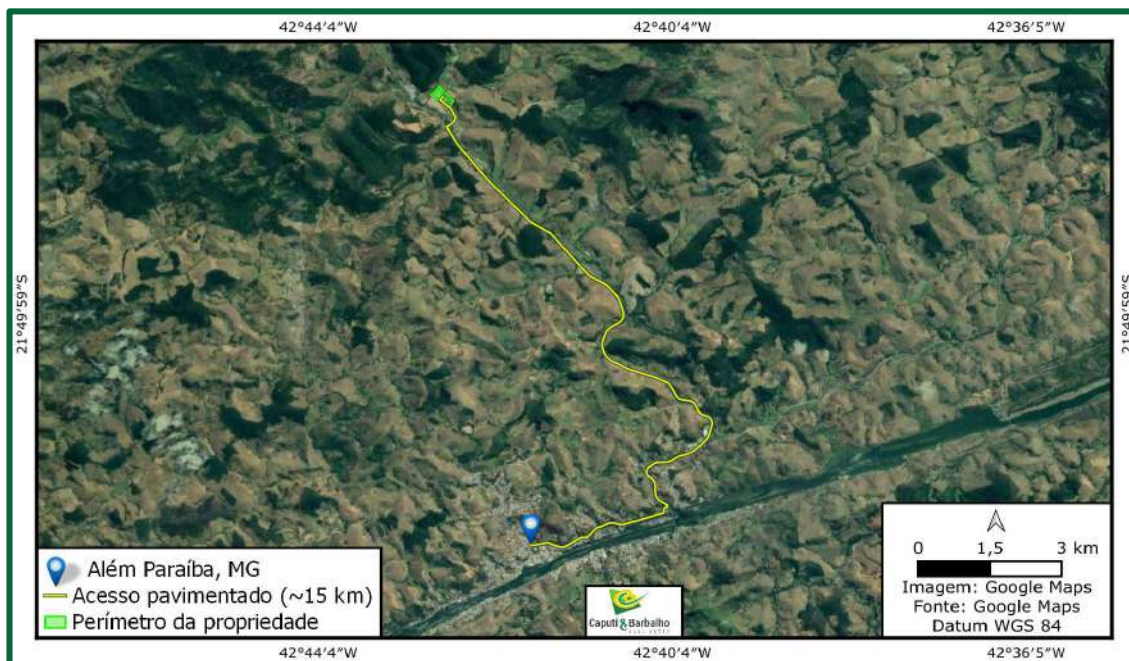 42°44′4″W 42°40′4″W 42°36′5″W
21°49′59″S
21°49′59″S
Além Paraíba, MG
Acesso pavimentado (~15 km)
Perímetro da propriedade
Caputi & Barbalho
0 1,5 3 km
Imagem: Google Maps
Fonte: Google Maps
Datum WGS 84
42°44′4″W 42°40′4″W 42°36′5″W